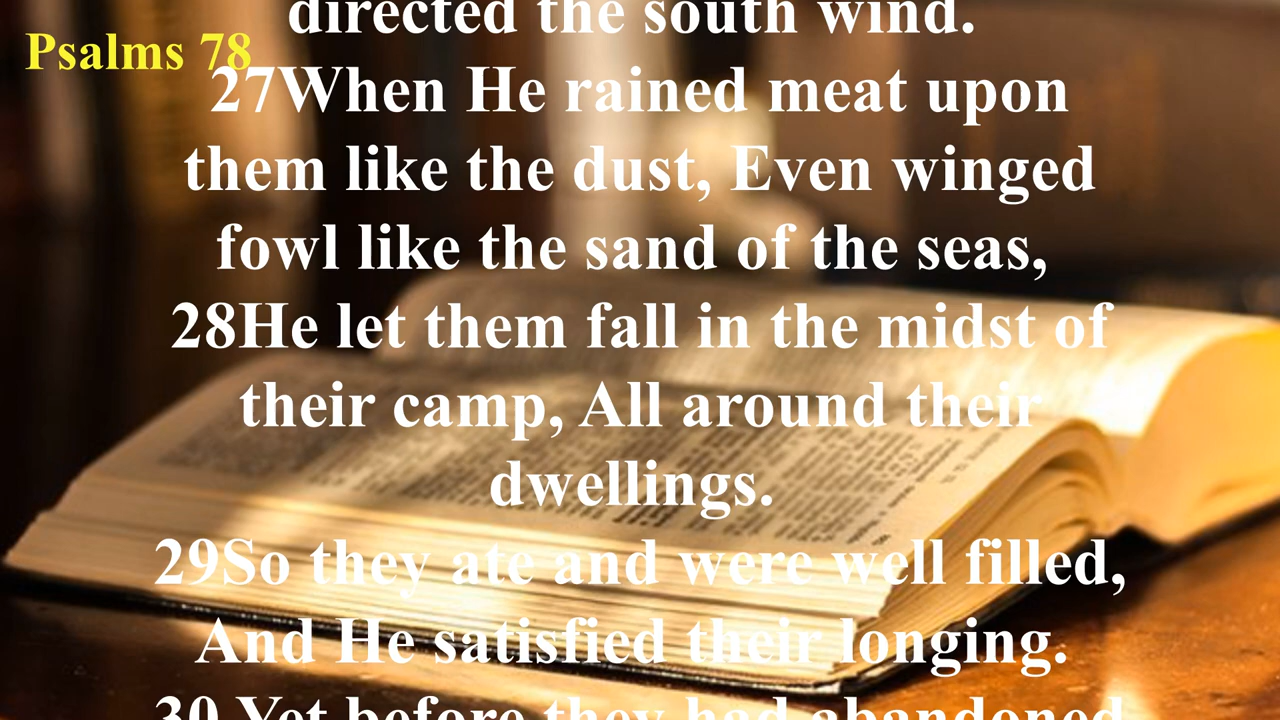 directed the south wind.
Psalms 78
27When He rained meat upon
them like the dust, Even winged
fowl like the sand of the seas,
28He let them fall in the midst of
their camp, All around their
dwellings.
29So they ate and were well filled,
And He satisfied their longing.
30 Yet before they had abandoned